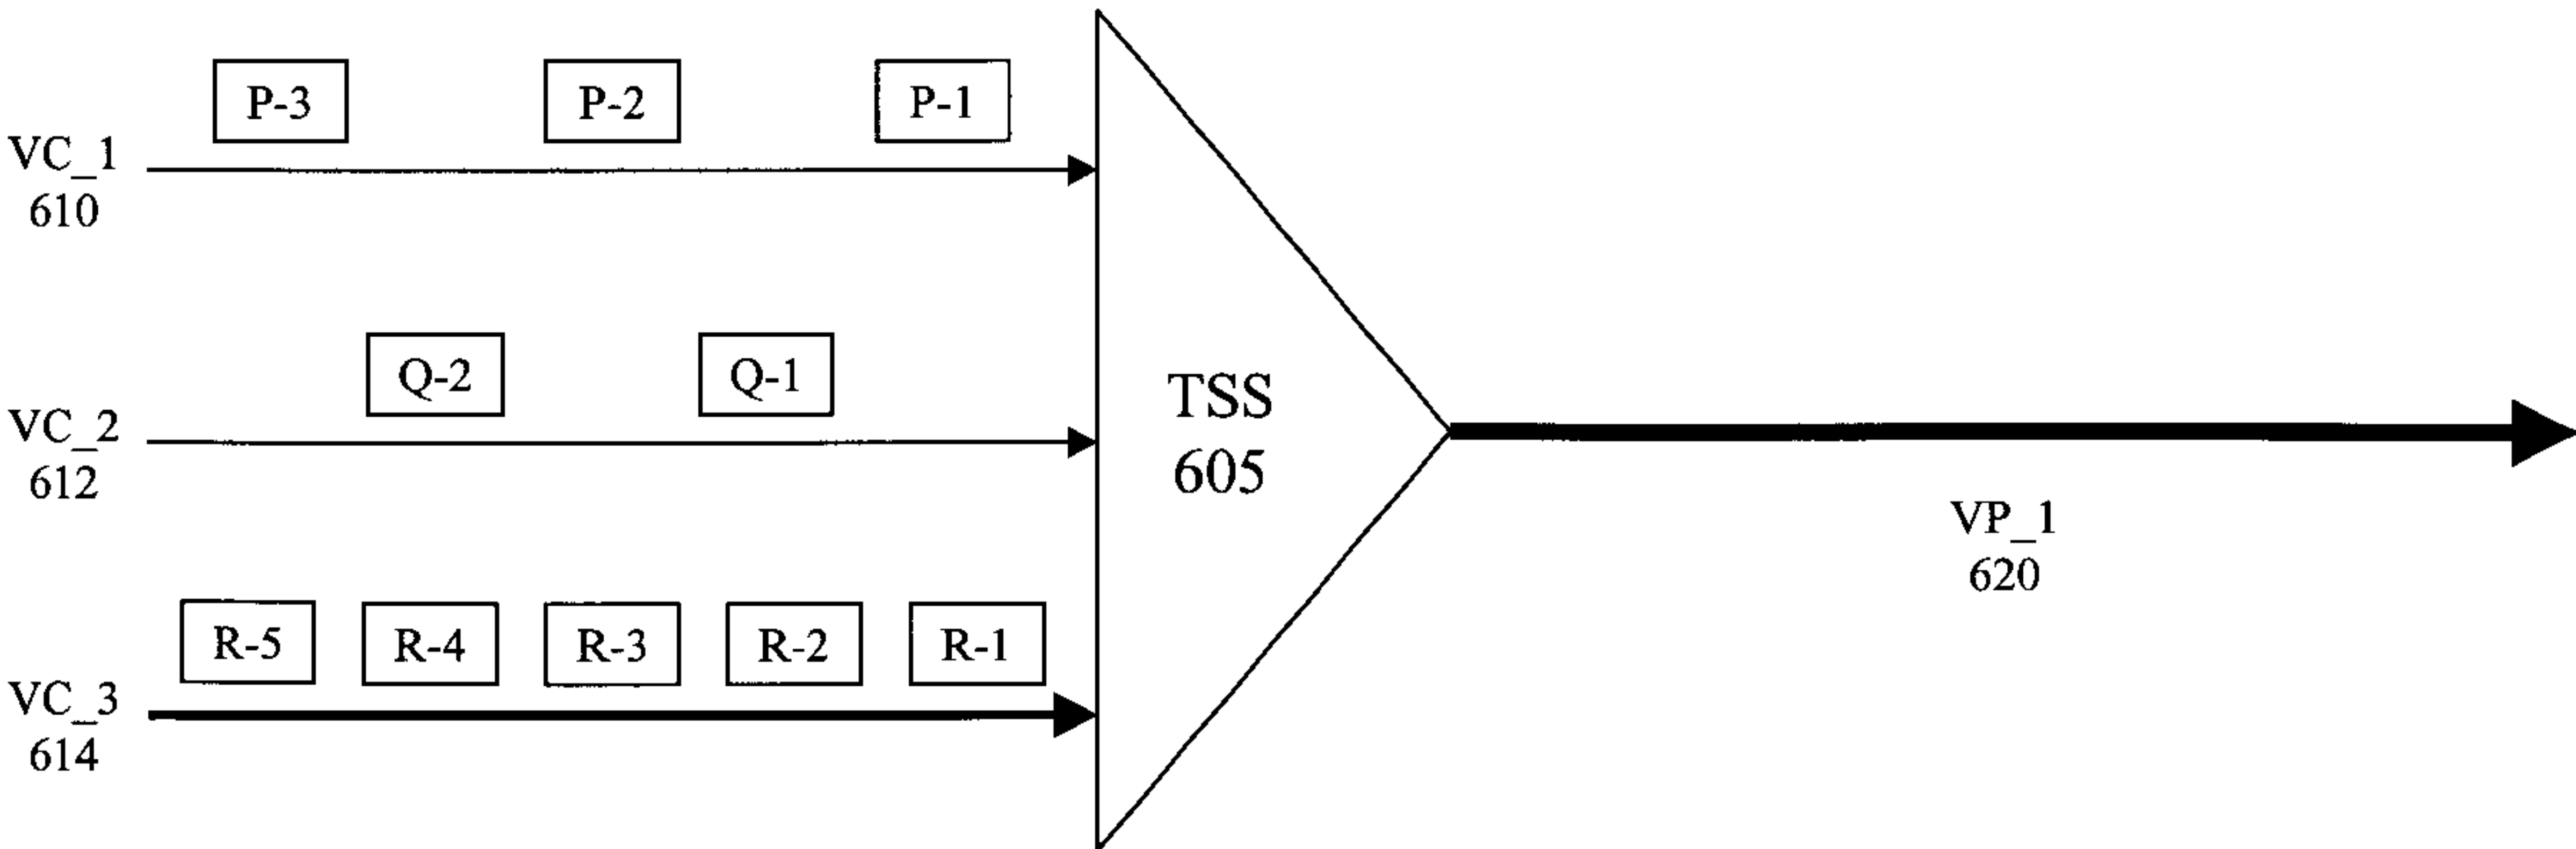 P-3 P-2 P-1
VC_1
610
Q-2 Q-1
VC_2
612
R-5 R-4 R-3 R-2 R-1
VC_3
614
TSS
605
VP_1
620